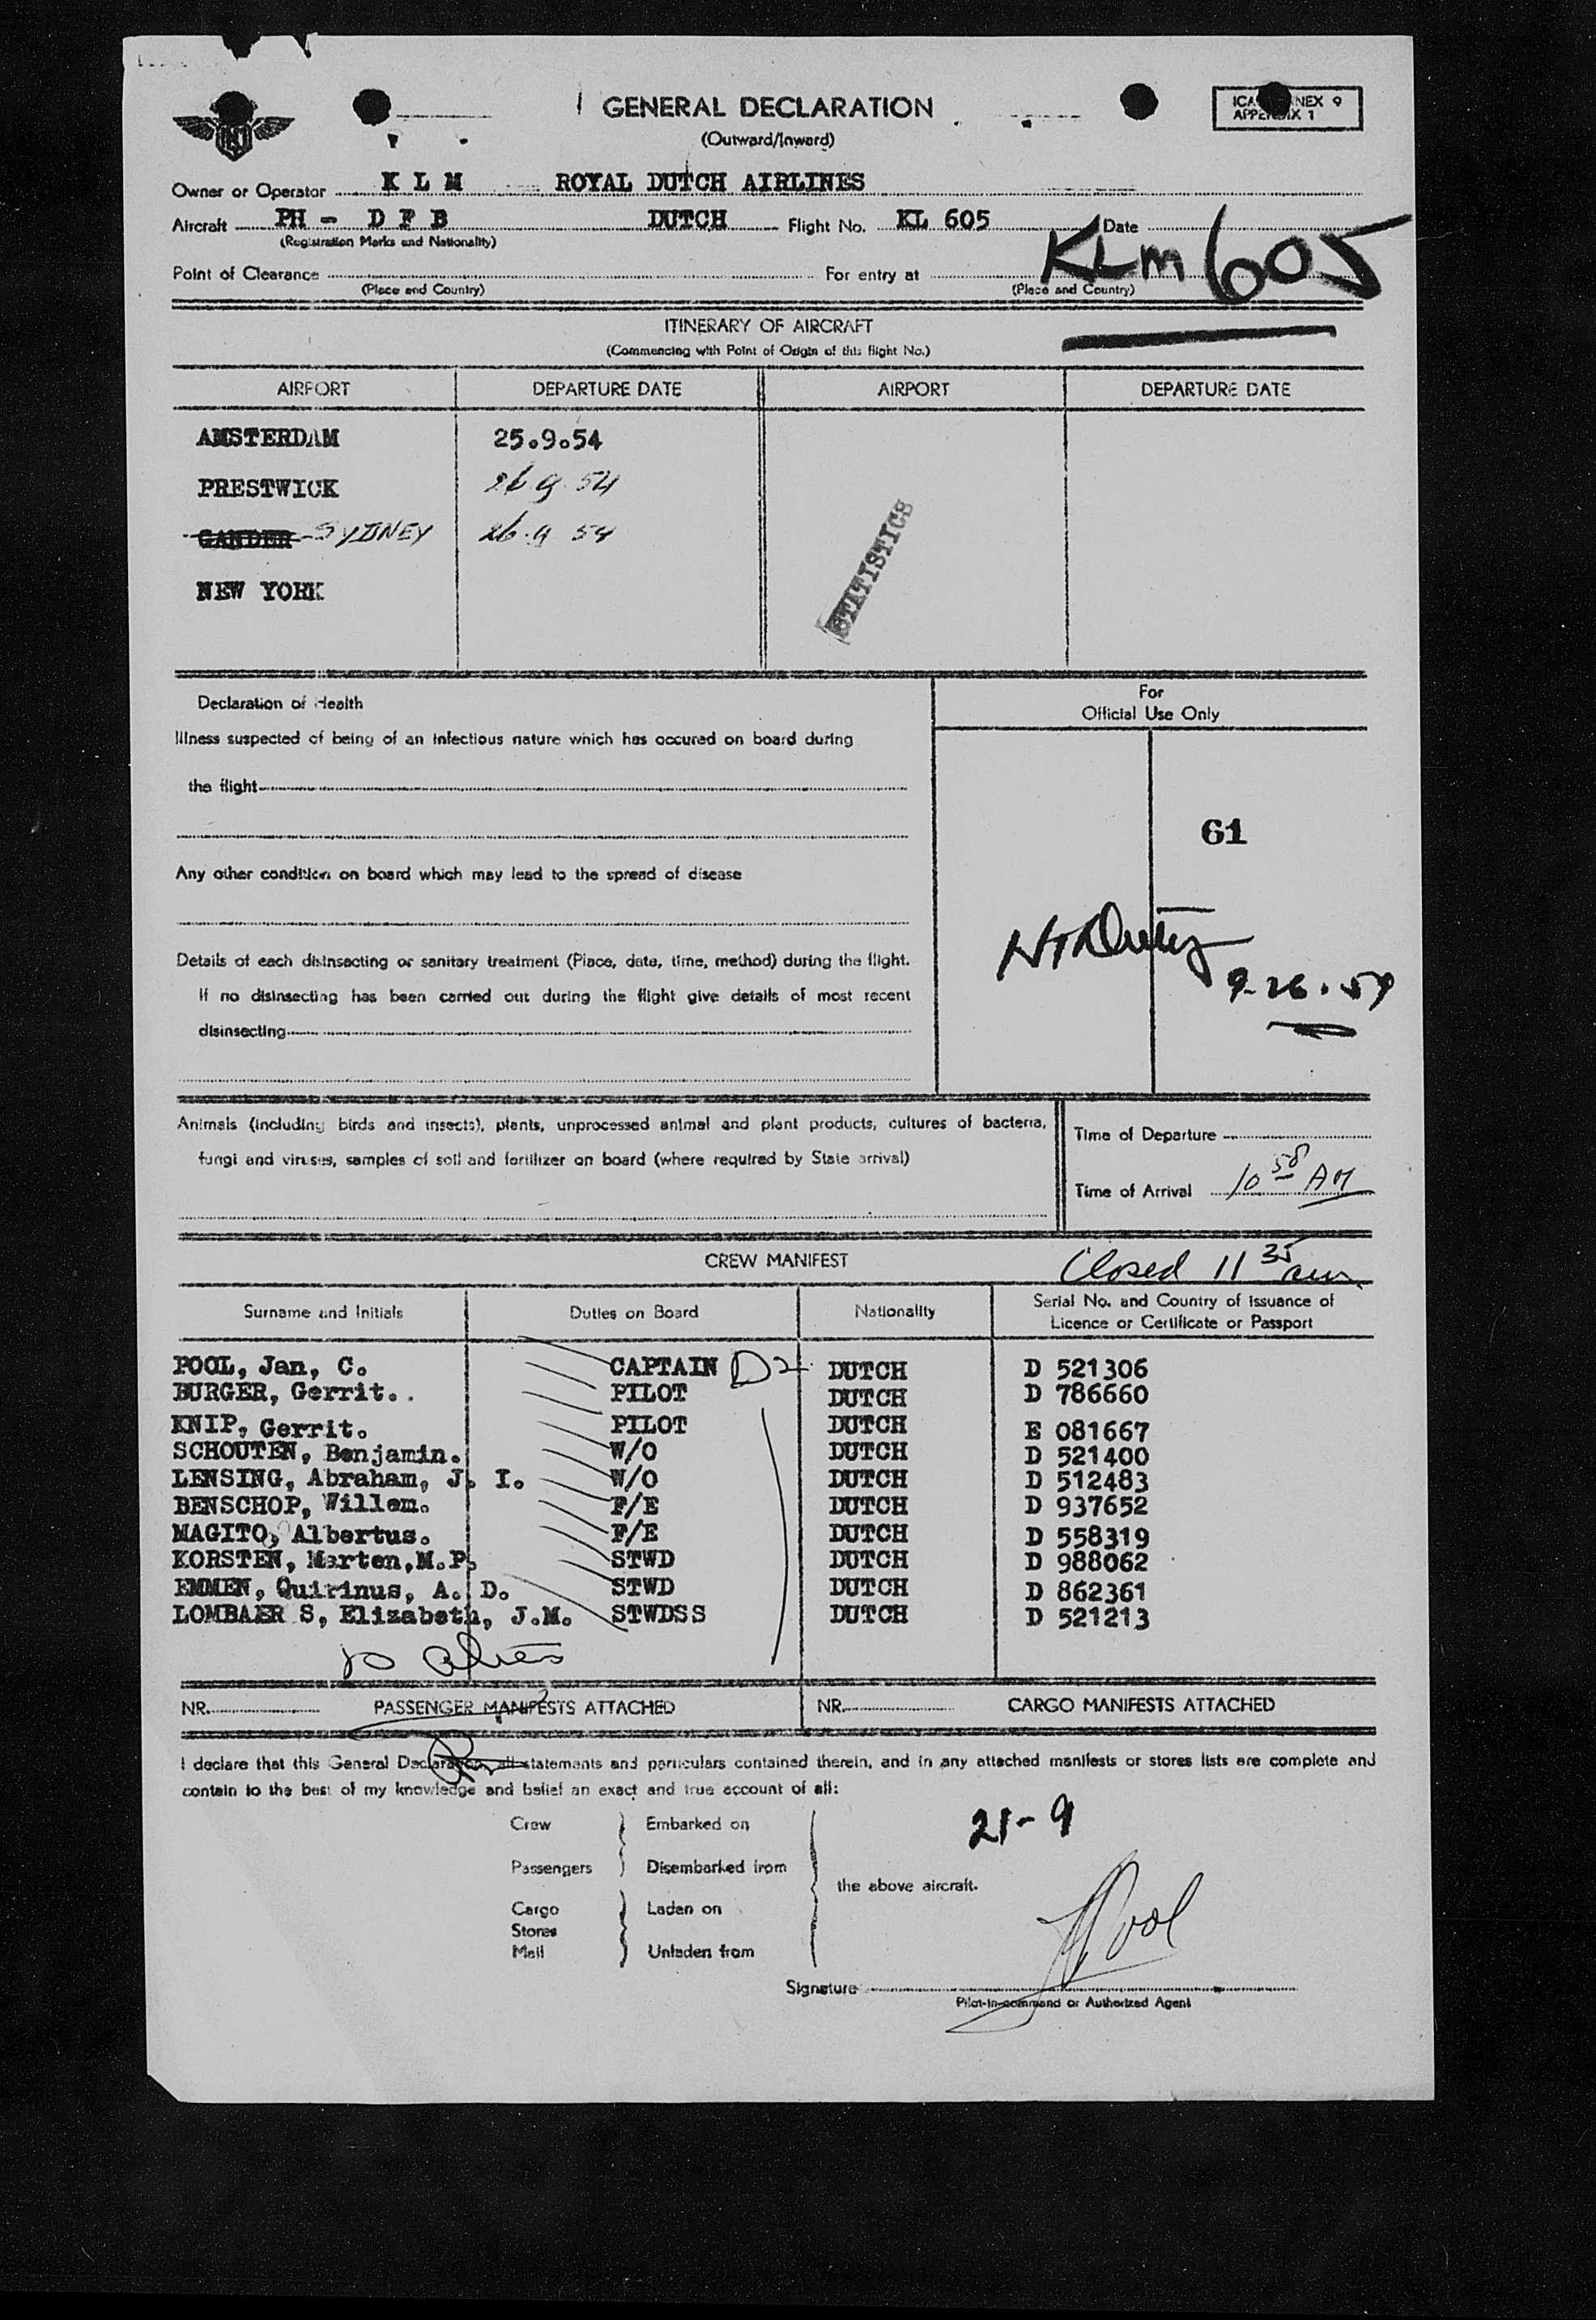 GENERAL DECLARATION
ICAO ANNEX 9
APPENDIX 1
(Outward/Inward)
Owner or Operator K L M ROYAL DUTCH AIRLINES
Aircraft PH - D F B DUTCH Flight No. KL 605 Date
(Registration Marks and Nationality)
KLM 605
Point of Clearance For entry at
(Place and Country) (Place and Country)
ITINERARY OF AIRCRAFT
(Commencing with Point of Origin of this flight No.)
AIRPORT DEPARTURE DATE AIRPORT DEPARTURE DATE
AMSTERDAM 25.9.54
PRESTWICK 26.9.54
GANDER SYDNEY 26.9.54
STATISTICS
NEW YORK
Declaration of Health
For
Official Use Only
Illness suspected of being of an infectious nature which has occured on board during
the flight
61
Any other condition on board which may lead to the spread of disease
Details of each disinsecting or sanitary treatment (Place, date, time, method) during the flight.
If no disinsecting has been carried out during the flight give details of most recent
9-26-54
disinsecting
Animals (including birds and insects), plants, unprocessed animal and plant products, cultures of bacteria,
fungi and viruses, samples of soil and fertilizer on board (where required by State arrival)
Time of Departure
Time of Arrival 10 58 AM
CREW MANIFEST
Closed 11 35 am
Surname and Initials Duties on Board Nationality Serial No. and Country of issuance of
Licence or Certificate or Passport
POOL, Jan, C. CAPTAIN D2 DUTCH D 521306
BURGER, Gerrit.. PILOT DUTCH D 786660
KNIP, Gerrit. PILOT DUTCH E 081667
SCHOUTEN, Benjamin. W/O DUTCH D 521400
LENSING, Abraham, J. I. W/O DUTCH D 512483
BENSCHOP, Willem. F/E DUTCH D 937652
MAGITO, Albertus. F/E DUTCH D 558319
KORSTEN, Marten,M.P. STWD DUTCH D 988062
EMMEN, Quirinus, A. D. STWD DUTCH D 862361
LOMBAER S, Elizabeth, J.M. STWDSS DUTCH D 521213
10
NR. PASSENGER MANIFESTS ATTACHED NR. CARGO MANIFESTS ATTACHED
I declare that this General Declaration, all statements and particulars contained therein, and in any attached manifests or stores lists are complete and
contain to the best of my knowledge and belief an exact and true account of all:
Crew Embarked on
21-9
Passengers Disembarked from
the above aircraft.
Cargo Laden on
Stores
Mail Unladen from
JPool
Signature
Pilot-in-command or Authorized Agent